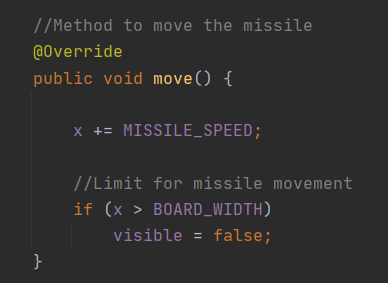 //Method to move the missile
@Override
public void move() {
x += MISSILE_SPEED;
//Limit for missile movement
if (x > BOARD_WIDTH)
visible = false;
}